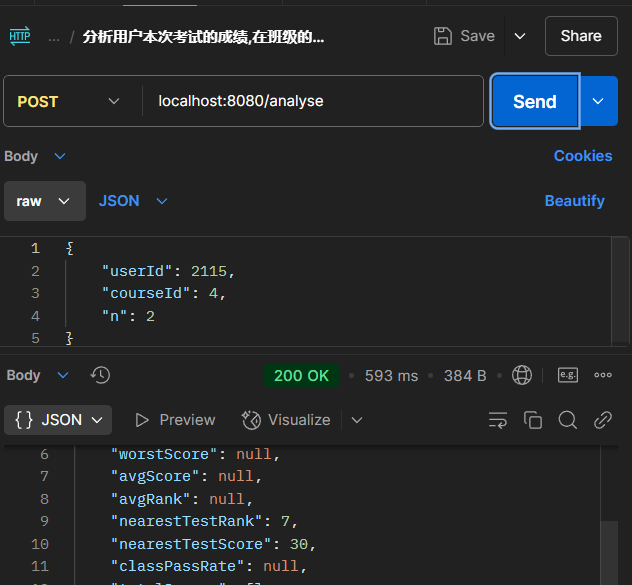 HTTP ... / 分析用户本次考试的成绩,在班级的... Save Share
POST localhost:8080/analyse Send
Body Cookies
raw JSON Beautify
1 {
2 "userId": 2115,
3 "courseId": 4,
4 "n": 2
5 }
Body 200 OK • 593 ms • 384 B • e.g.
{} JSON Preview Visualize
6 "worstScore": null,
7 "avgScore": null,
8 "avgRank": null,
9 "nearestTestRank": 7,
10 "nearestTestScore": 30,
11 "classPassRate": null,